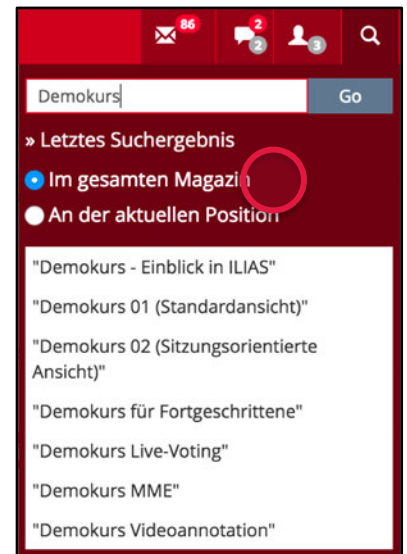 86
2
2
3
Demokurs
Go
» Letztes Suchergebnis
Im gesamten Magazin
An der aktuellen Position
"Demokurs - Einblick in ILIAS"
"Demokurs 01 (Standardansicht)"
"Demokurs 02 (Sitzungsorientierte
Ansicht)"
"Demokurs für Fortgeschrittene"
"Demokurs Live-Voting"
"Demokurs MME"
"Demokurs Videoannotation"